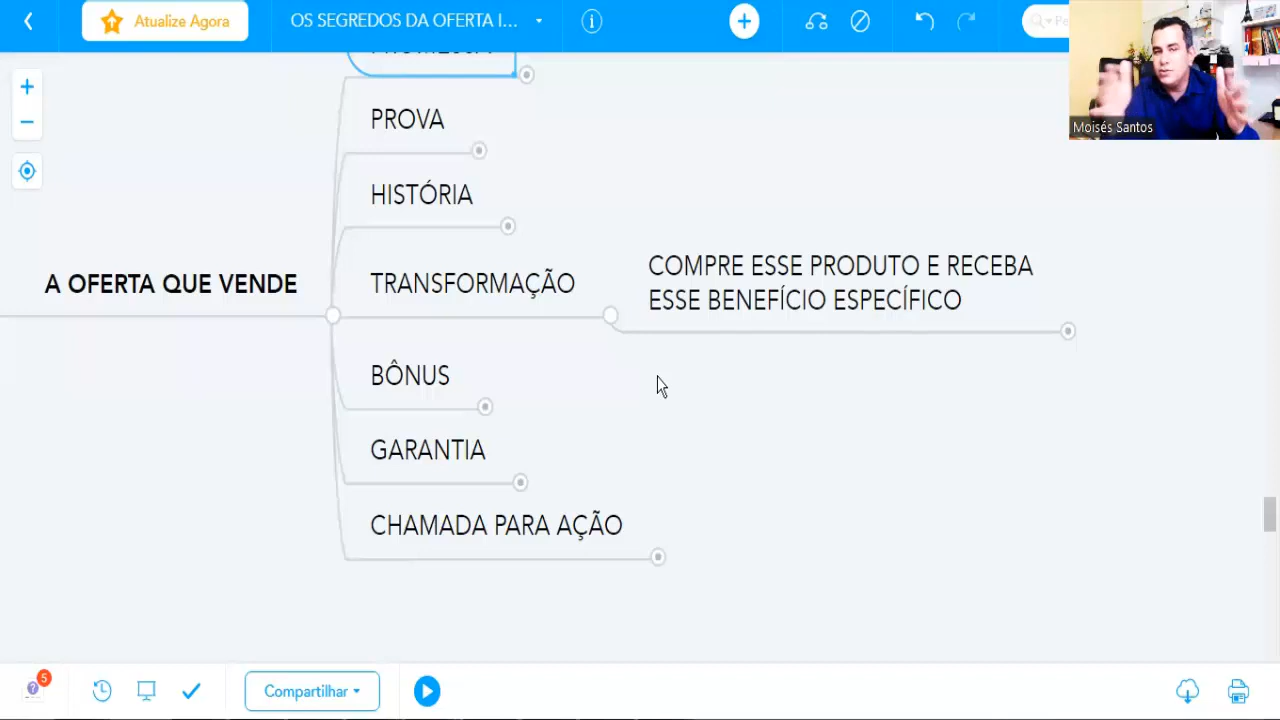 Atualize Agora
OS SEGREDOS DA OFERTA I...
Moisés Santos
PROVA
HISTÓRIA
A OFERTA QUE VENDE
TRANSFORMAÇÃO
COMPRE ESSE PRODUTO E RECEBA
ESSE BENEFÍCIO ESPECÍFICO
BÔNUS
GARANTIA
CHAMADA PARA AÇÃO
5
Compartilhar